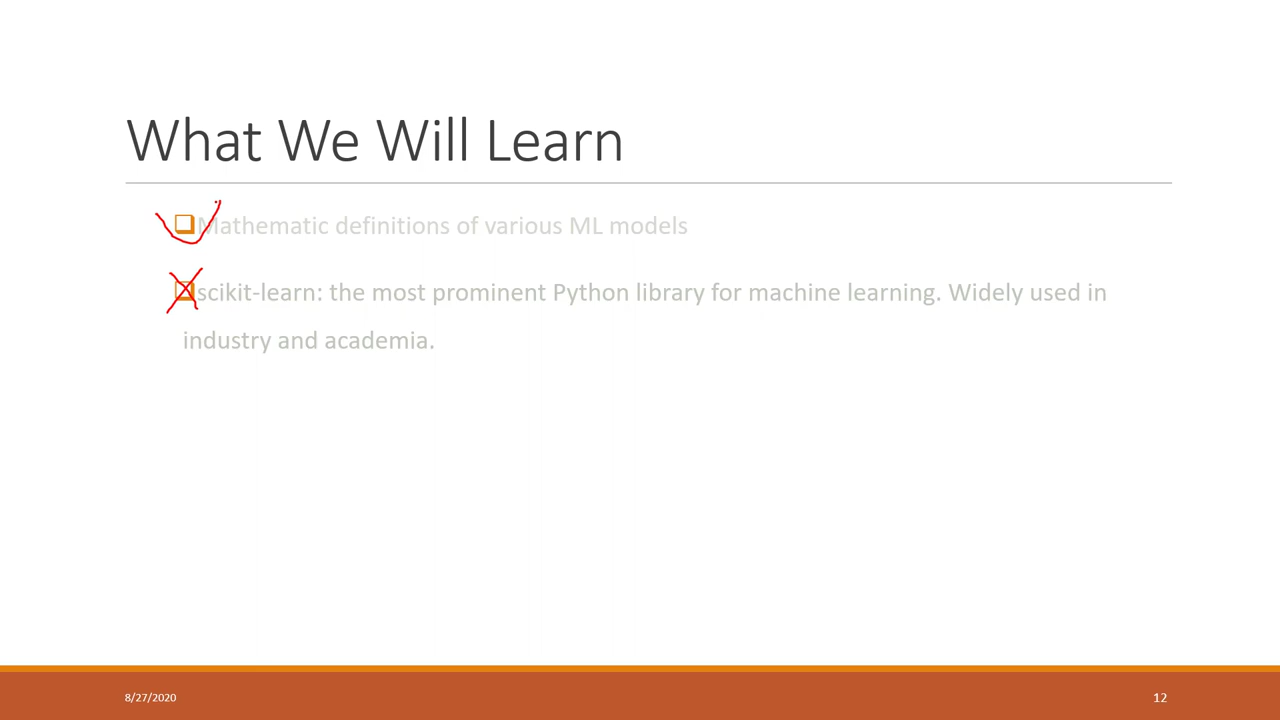 What We Will Learn
Mathematic definitions of various ML models
scikit-learn: the most prominent Python library for machine learning. Widely used in
industry and academia.
8/27/2020
12